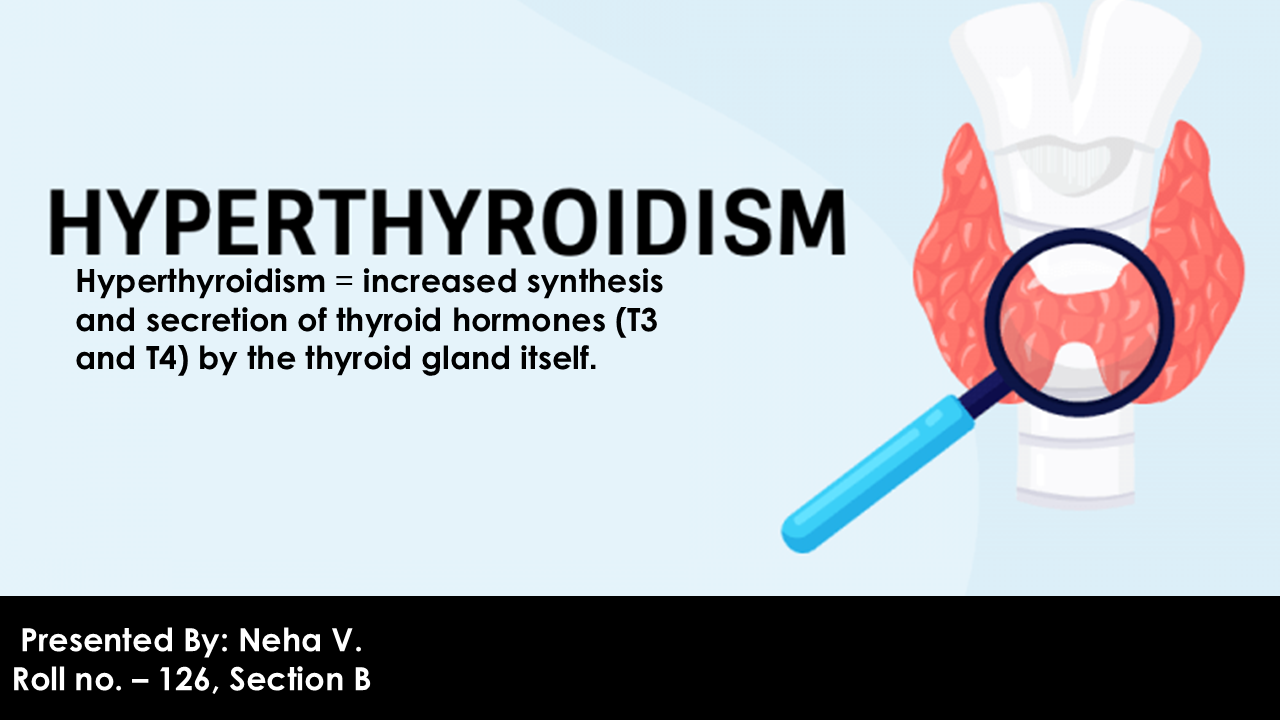 HYPERTHYROIDISM
Hyperthyroidism = increased synthesis
and secretion of thyroid hormones (T3
and T4) by the thyroid gland itself.
Presented By: Neha V.
Roll no. – 126, Section B